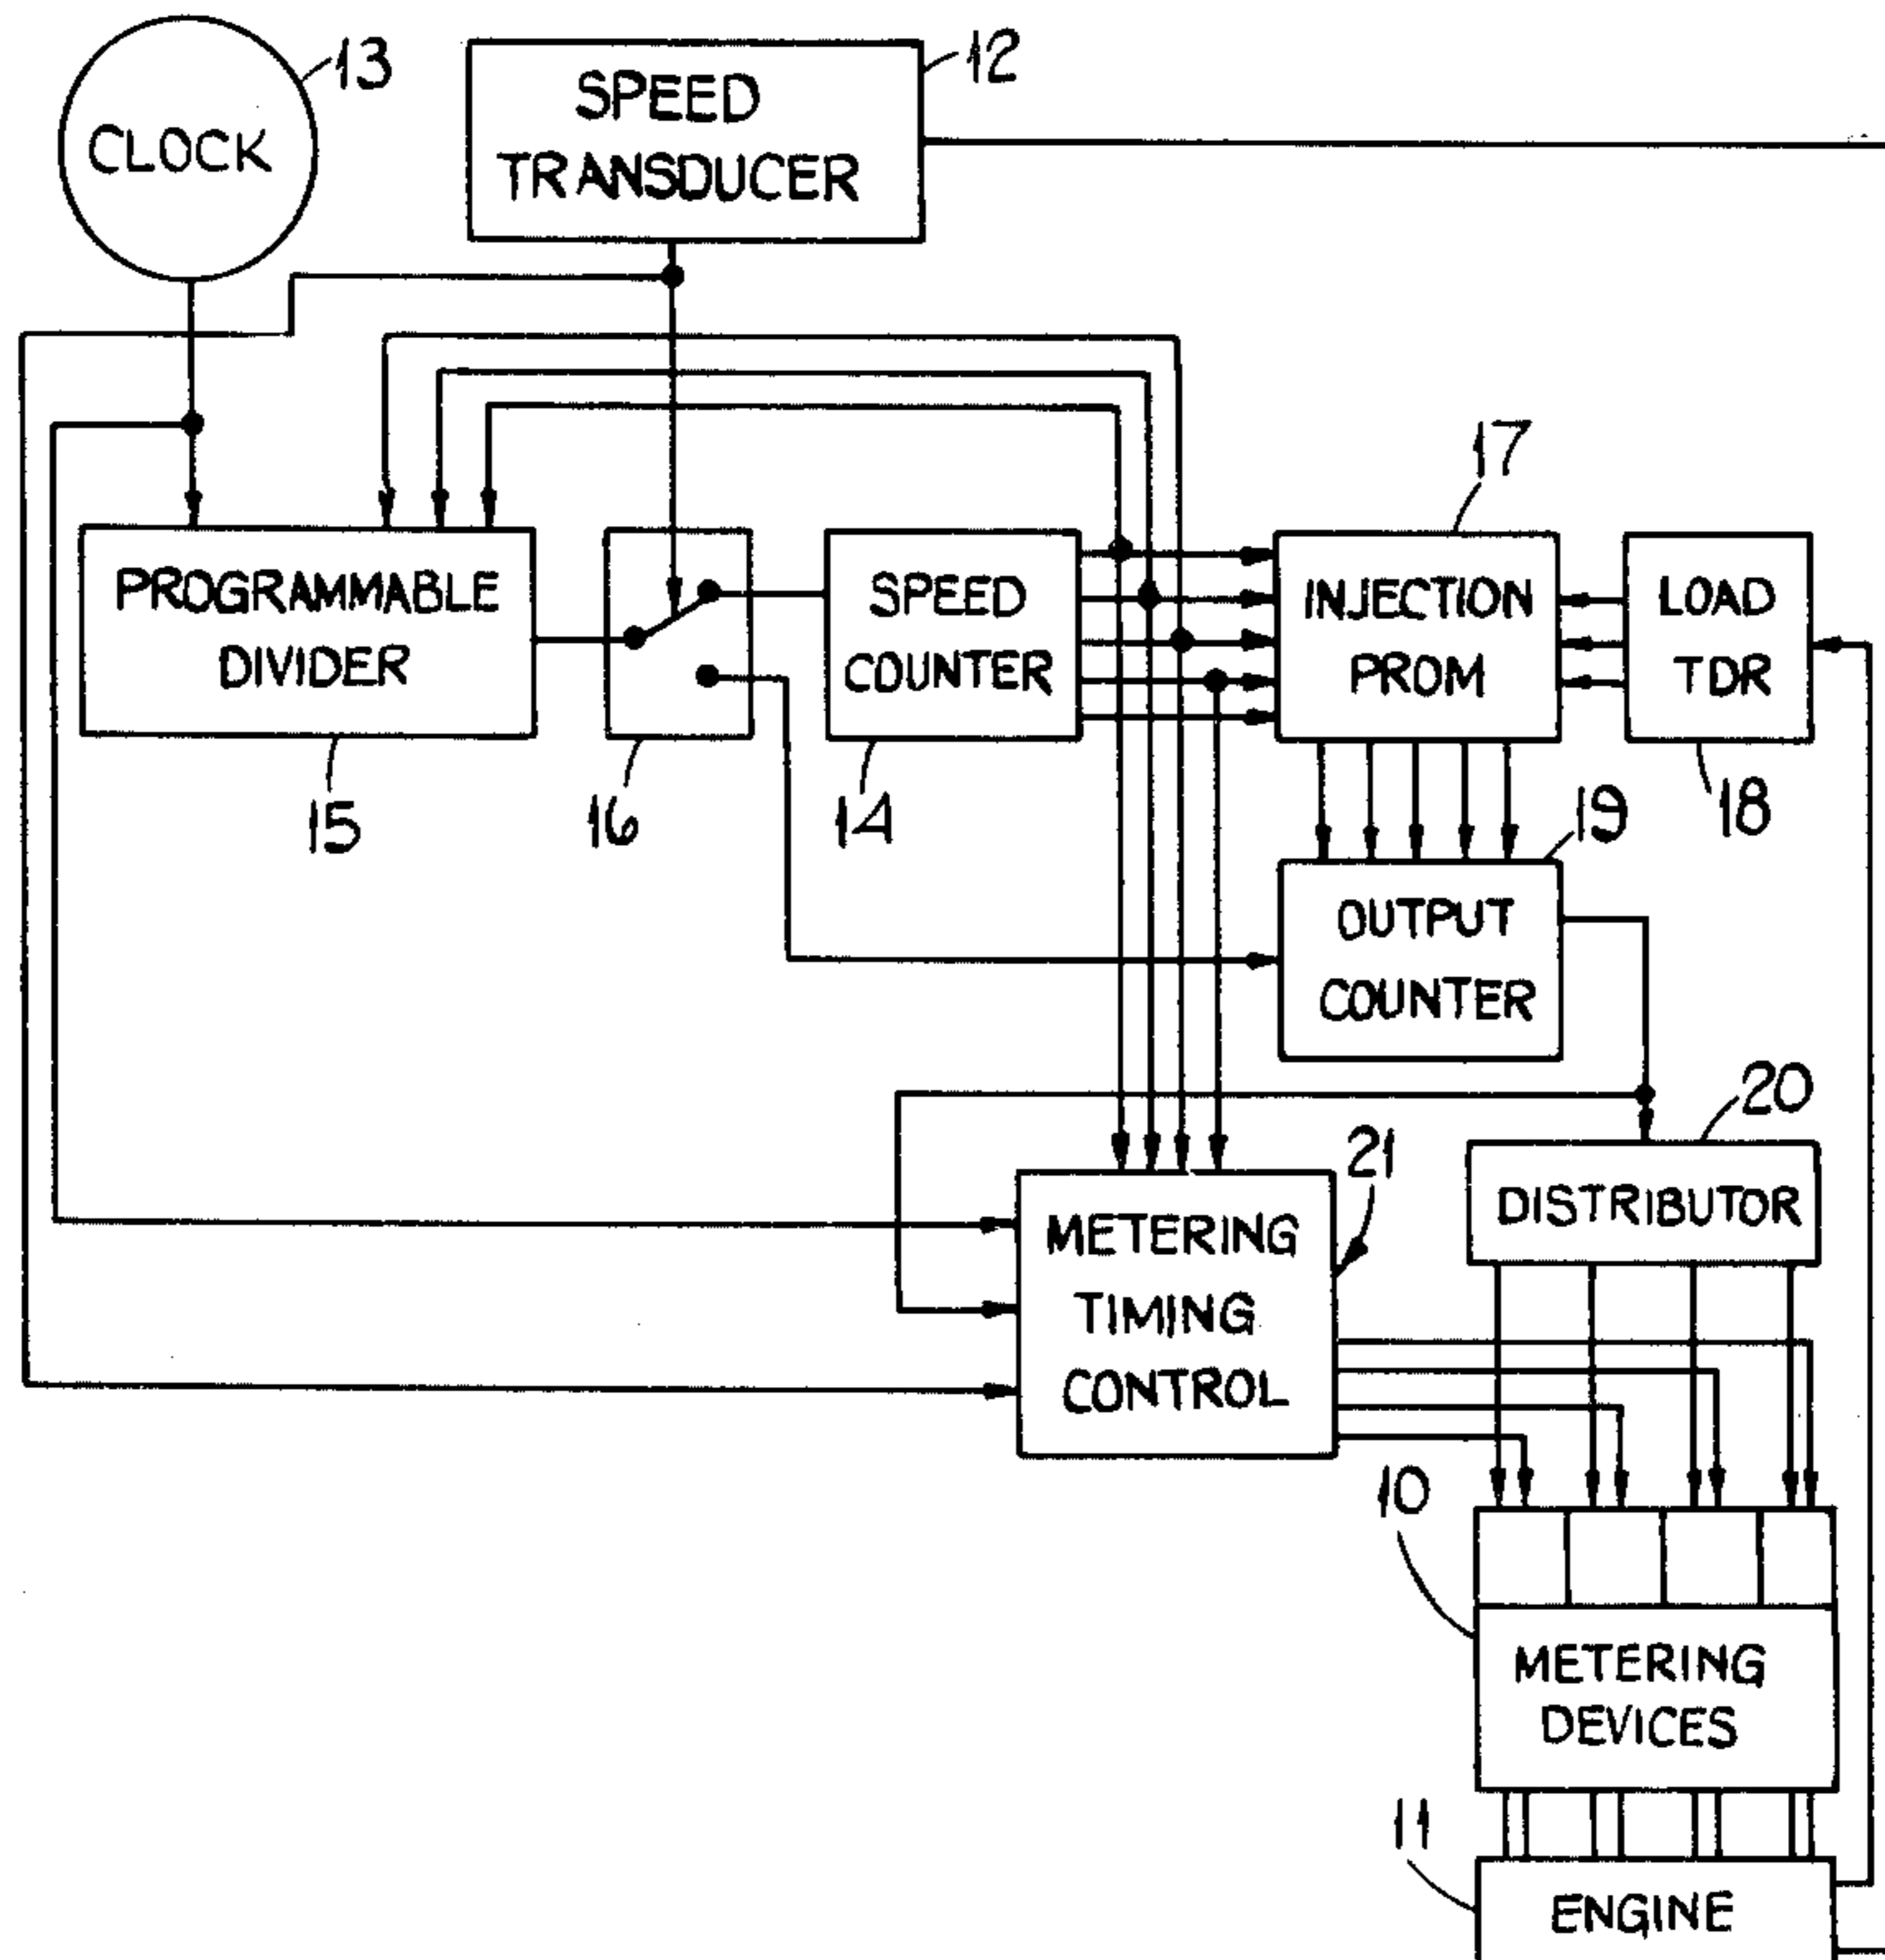 13
CLOCK
12
SPEED
TRANSDUCER
17
PROGRAMMABLE
DIVIDER
SPEED
COUNTER
INJECTION
PROM
LOAD
TDR
15
16
14
19
18
OUTPUT
COUNTER
20
21
DISTRIBUTOR
METERING
TIMING
CONTROL
10
METERING
DEVICES
11
ENGINE